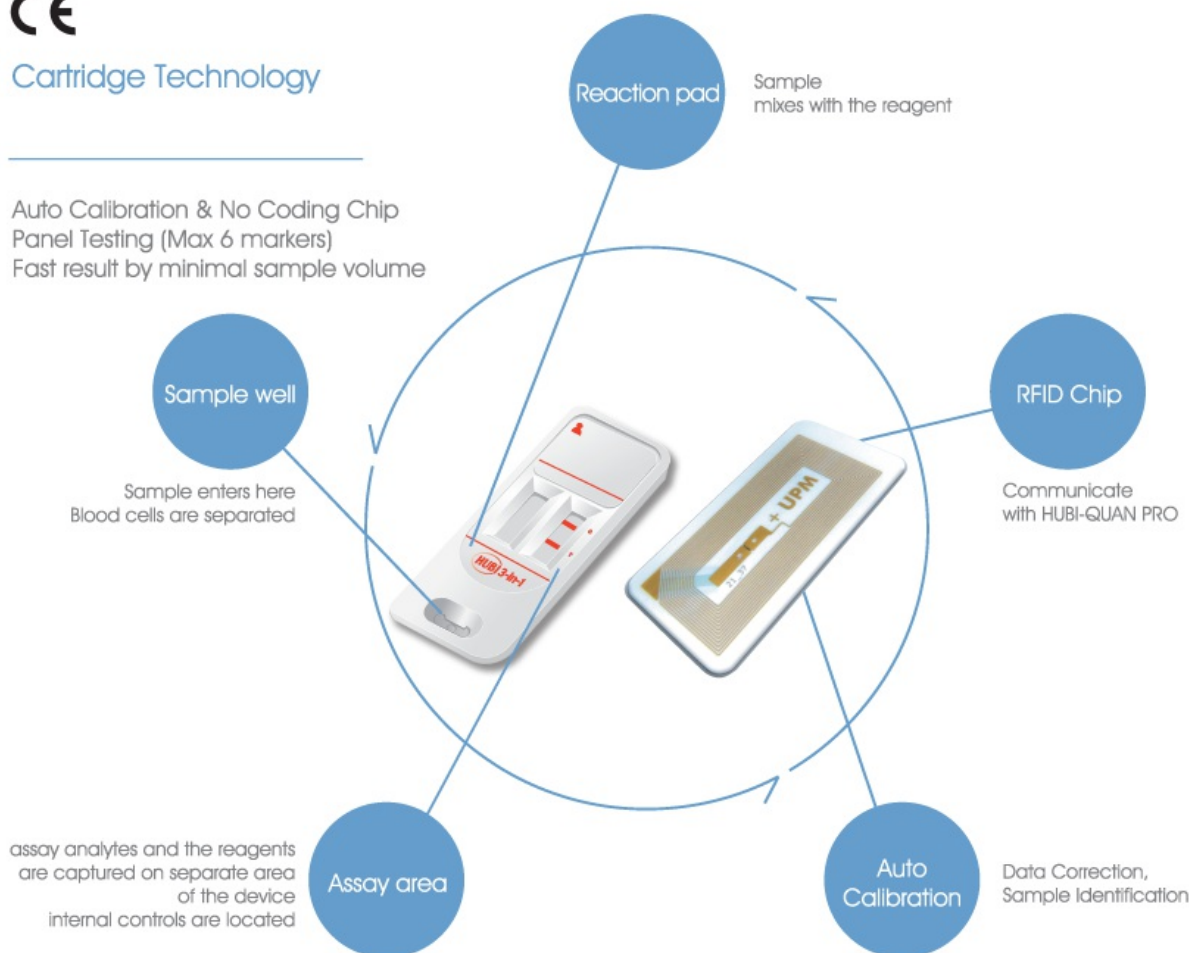 CE
Cartridge Technology
Auto Calibration & No Coding Chip
Panel Testing (Max 6 markers)
Fast result by minimal sample volume
Reaction pad
Sample
mixes with the reagent
Sample well
Sample enters here
Blood cells are separated
RFID Chip
Communicate
with HUBI-QUAN PRO
HUBI 3-in-1
+ UPM
21_37
Assay area
assay analytes and the reagents
are captured on separate area
of the device
internal controls are located
Auto
Calibration
Data Correction,
Sample Identification